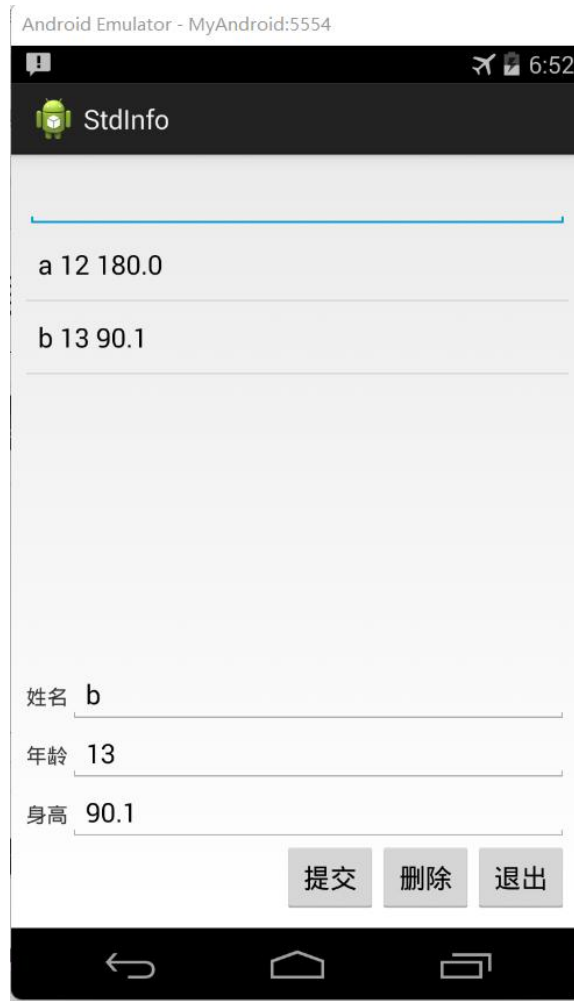 Android Emulator - MyAndroid:5554
6:52
StdInfo
a 12 180.0
b 13 90.1
姓名 b
年龄 13
身高 90.1
提交 删除 退出